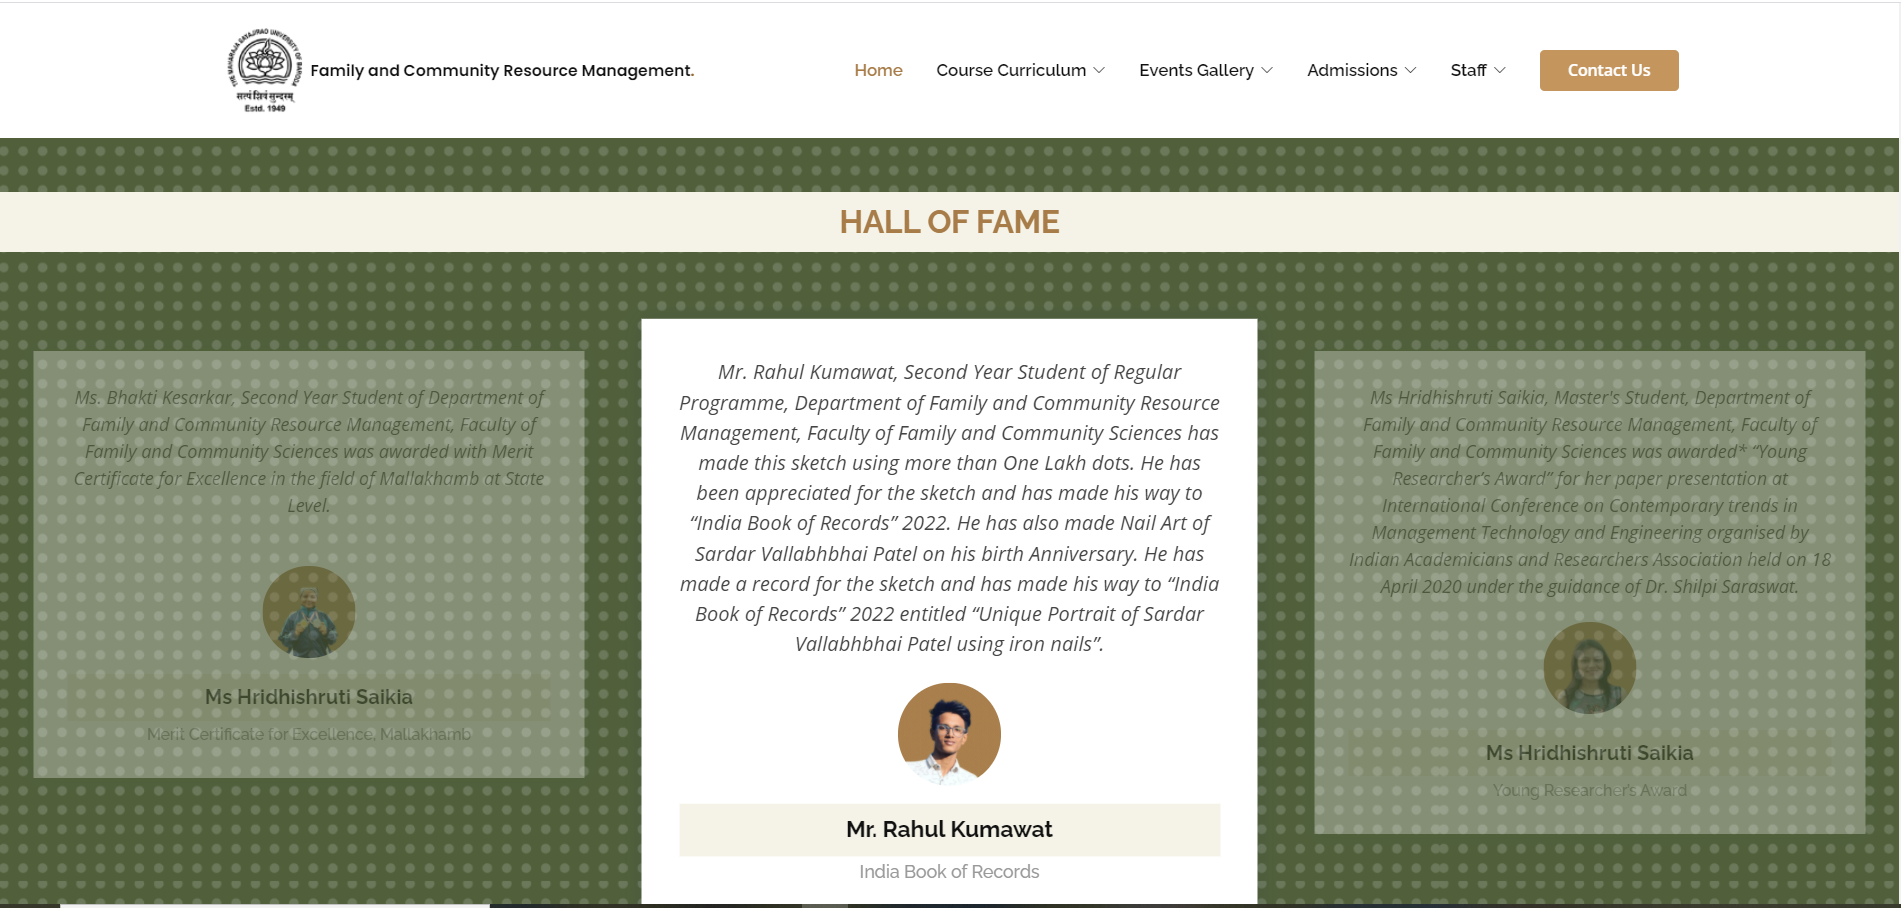 THE MAHARAJA SAYAJIRAO UNIVERSITY OF BARODA
सत्यं शिवं सुन्दरम्
Estd. 1949
Family and Community Resource Management.
Home
Course Curriculum
Events Gallery
Admissions
Staff
Contact Us
HALL OF FAME
Ms. Bhakti Kesarkar, Second Year Student of Department of
Family and Community Resource Management, Faculty of
Family and Community Sciences was awarded with Merit
Certificate for Excellence in the field of Mallakhamb at State
Level.
Ms Hridhishruti Saikia
Merit Certificate for Excellence, Mallakhamb
Mr. Rahul Kumawat, Second Year Student of Regular
Programme, Department of Family and Community Resource
Management, Faculty of Family and Community Sciences has
made this sketch using more than One Lakh dots. He has
been appreciated for the sketch and has made his way to
“India Book of Records” 2022. He has also made Nail Art of
Sardar Vallabhbhai Patel on his birth Anniversary. He has
made a record for the sketch and has made his way to “India
Book of Records” 2022 entitled “Unique Portrait of Sardar
Vallabhbhai Patel using iron nails”.
Mr. Rahul Kumawat
India Book of Records
Ms Hridhishruti Saikia, Master's Student, Department of
Family and Community Resource Management, Faculty of
Family and Community Sciences was awarded* “Young
Researcher’s Award” for her paper presentation at
International Conference on Contemporary trends in
Management Technology and Engineering organised by
Indian Academicians and Researchers Association held on 18
April 2020 under the guidance of Dr. Shilpi Saraswat.
Ms Hridhishruti Saikia
Young Researcher’s Award